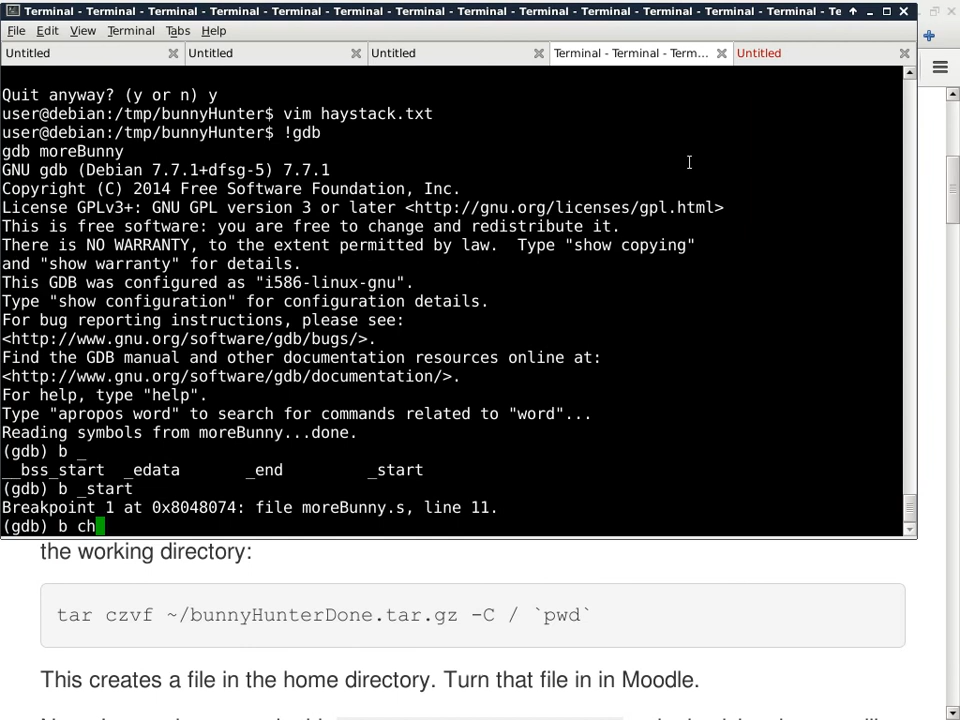 Terminal - Terminal - Terminal - Terminal - Terminal - Terminal - Terminal - Terminal - Terminal - Terminal - Terminal - Terminal - Terminal - Te
File Edit View Terminal Tabs Help
Untitled Untitled Untitled Terminal - Terminal - Term... Untitled
Quit anyway? (y or n) y
user@debian:/tmp/bunnyHunter$ vim haystack.txt
user@debian:/tmp/bunnyHunter$ !gdb
gdb moreBunny
GNU gdb (Debian 7.7.1+dfsg-5) 7.7.1
Copyright (C) 2014 Free Software Foundation, Inc.
License GPLv3+: GNU GPL version 3 or later <http://gnu.org/licenses/gpl.html>
This is free software: you are free to change and redistribute it.
There is NO WARRANTY, to the extent permitted by law.  Type "show copying"
and "show warranty" for details.
This GDB was configured as "i586-linux-gnu".
Type "show configuration" for configuration details.
For bug reporting instructions, please see:
<http://www.gnu.org/software/gdb/bugs/>.
Find the GDB manual and other documentation resources online at:
<http://www.gnu.org/software/gdb/documentation/>.
For help, type "help".
Type "apropos word" to search for commands related to "word"...
Reading symbols from moreBunny...done.
(gdb) b _
__bss_start  _edata       _end         _start
(gdb) b _start
Breakpoint 1 at 0x8048074: file moreBunny.s, line 11.
(gdb) b ch
the working directory:
tar czvf ~/bunnyHunterDone.tar.gz -C / `pwd`
This creates a file in the home directory. Turn that file in in Moodle.